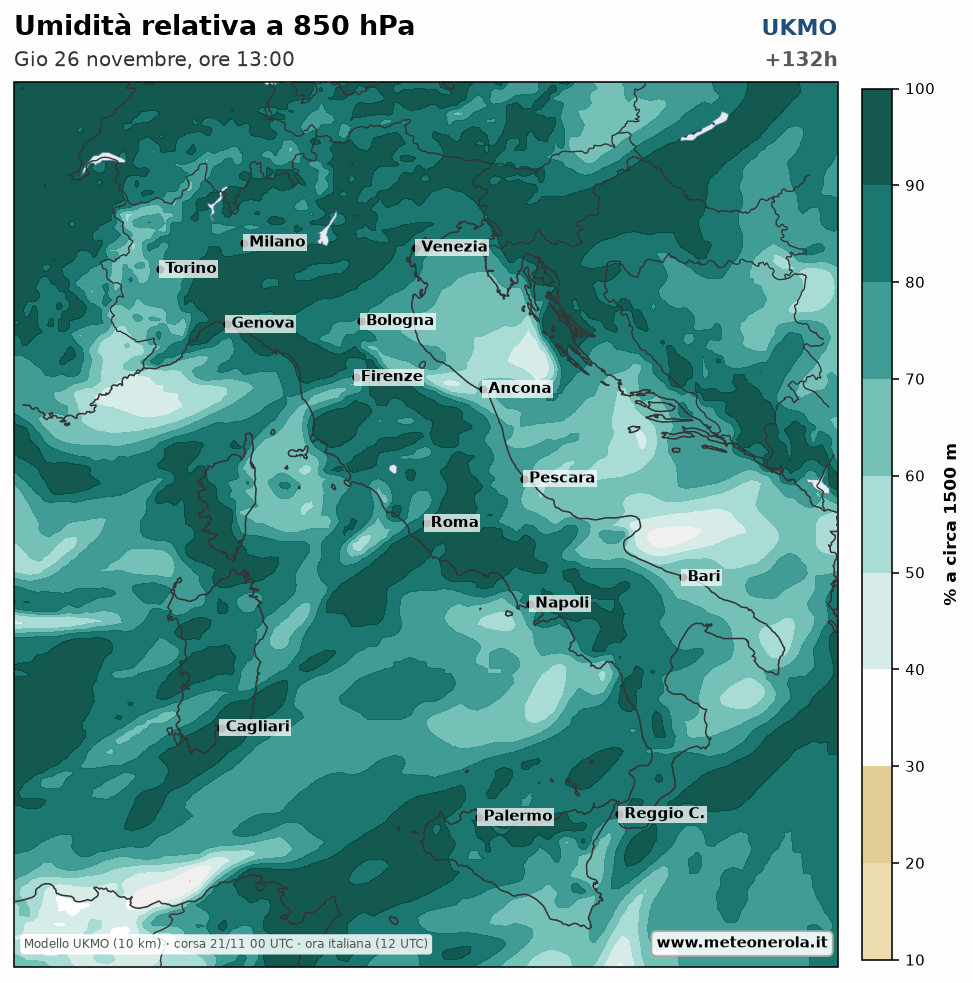 Umidità relativa a 850 hPa
UKMO
Gio 26 novembre, ore 13:00
+132h
100
90
80
70
60
50
40
30
20
10
% a circa 1500 m
Milano
Venezia
Torino
Genova
Bologna
Firenze
Ancona
Pescara
Roma
Bari
Napoli
Cagliari
Palermo
Reggio C.
Modello UKMO (10 km) · corsa 21/11 00 UTC · ora italiana (12 UTC)
www.meteonerola.it